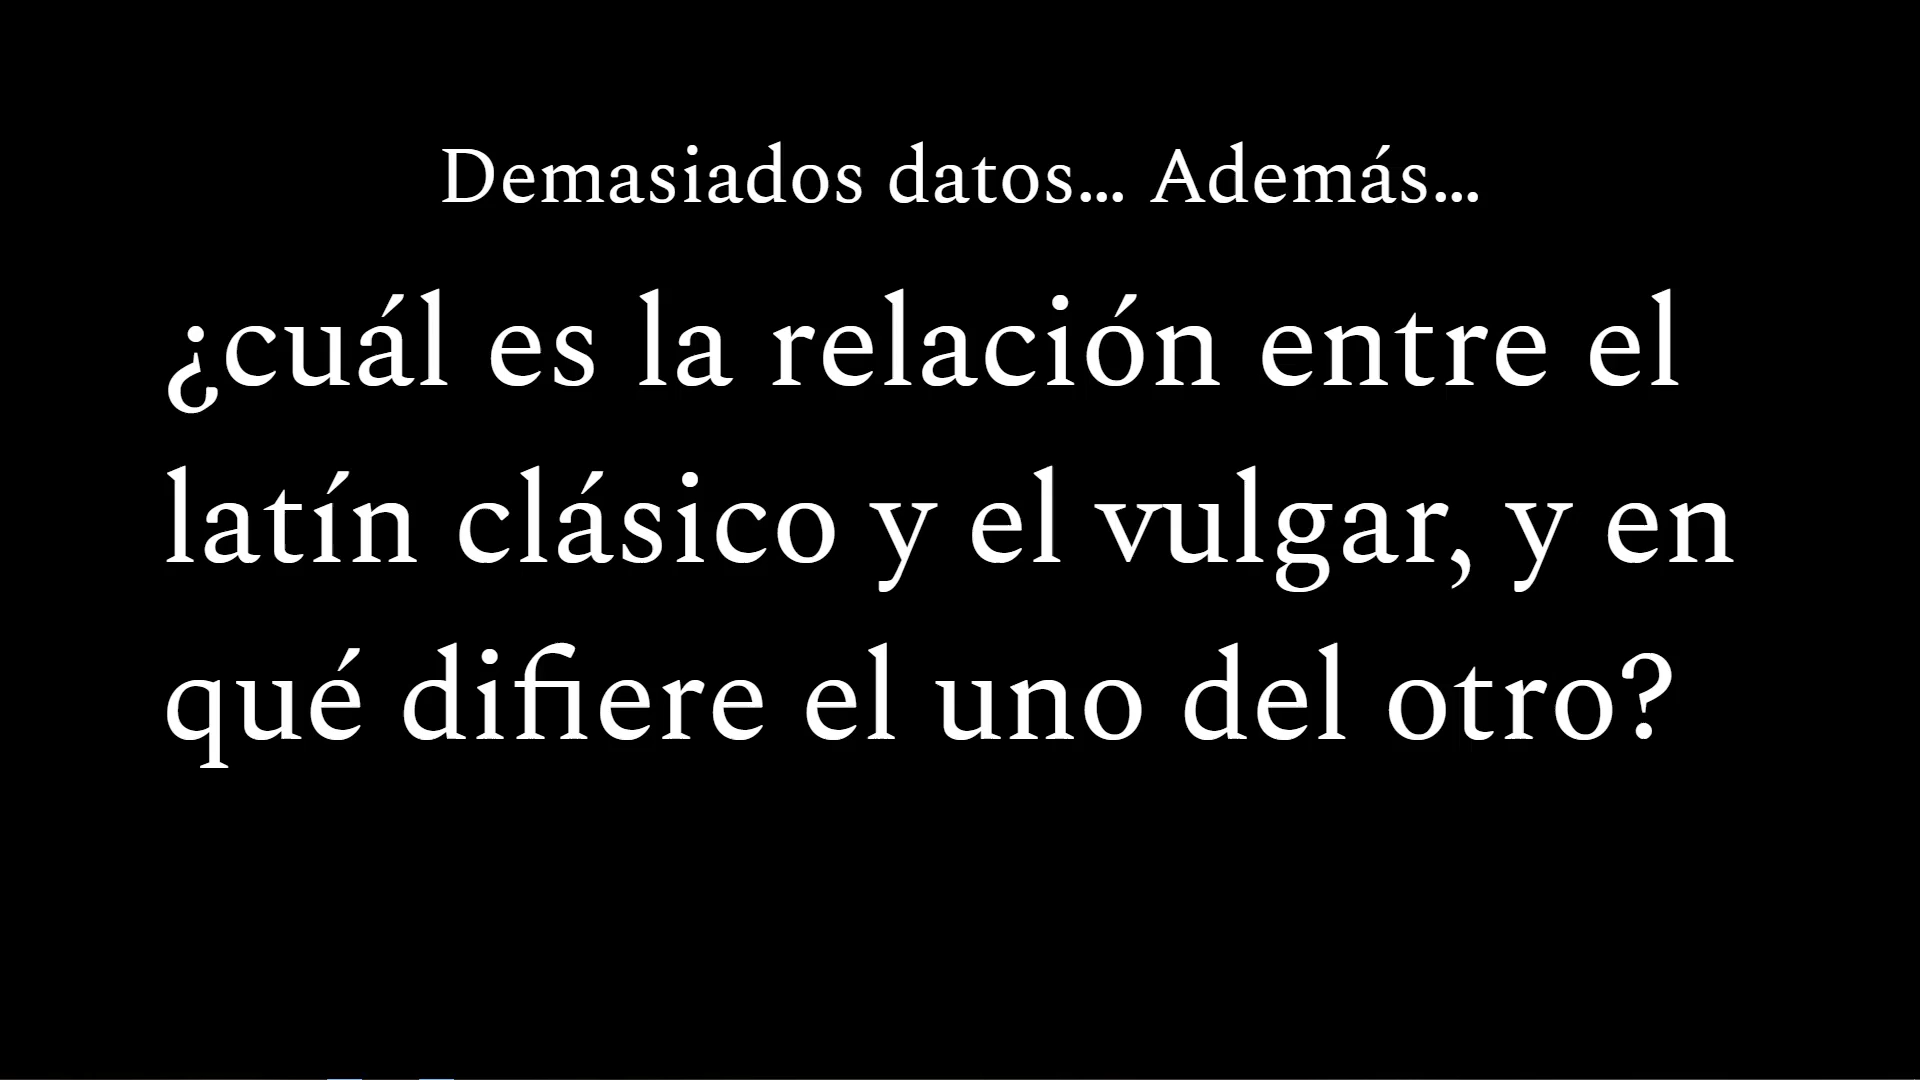 Demasiados datos... Además...
¿cuál es la relación entre el
latín clásico y el vulgar, y en
qué difiere el uno del otro?